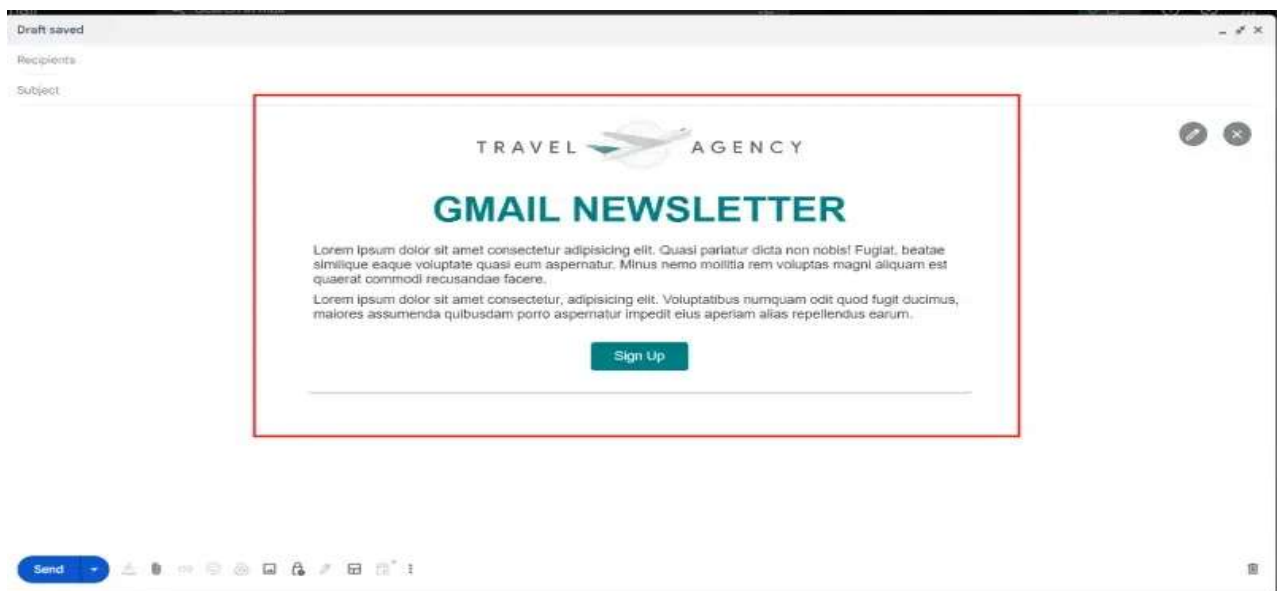 Draft saved
Recipients
Subject
TRAVEL AGENCY
GMAIL NEWSLETTER
Lorem ipsum dolor sit amet consectetur adipisicing elit. Quasi pariatur dicta non nobis! Fugiat, beatae
similique eaque voluptate quasi eum aspernatur. Minus nemo mollitia rem voluptas magni aliquam est
quaerat commodi recusandae facere.
Lorem ipsum dolor sit amet consectetur, adipisicing elit. Voluptatibus numquam odit quod fugit ducimus,
maiores assumenda quibusdam porro aspernatur impedit eius aperiam alias repellendus earum.
Sign Up
Send